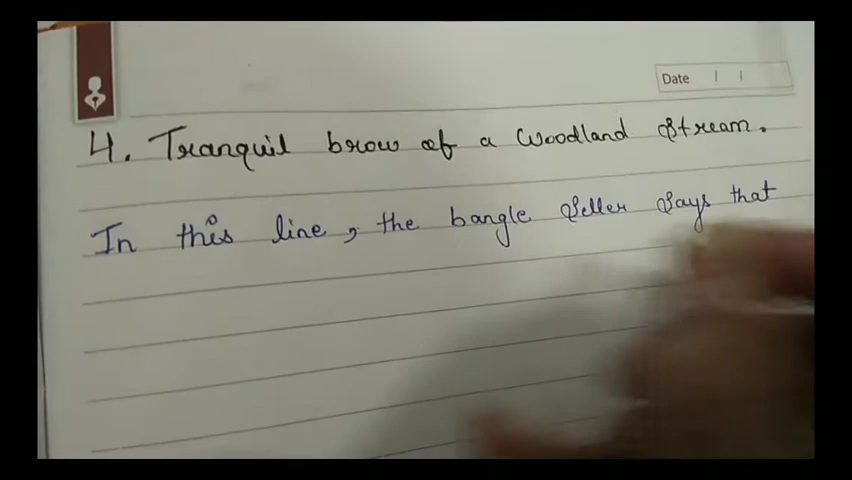 Date / /
4. Tranquil brow of a woodland stream.
In this line, the bangle seller says that